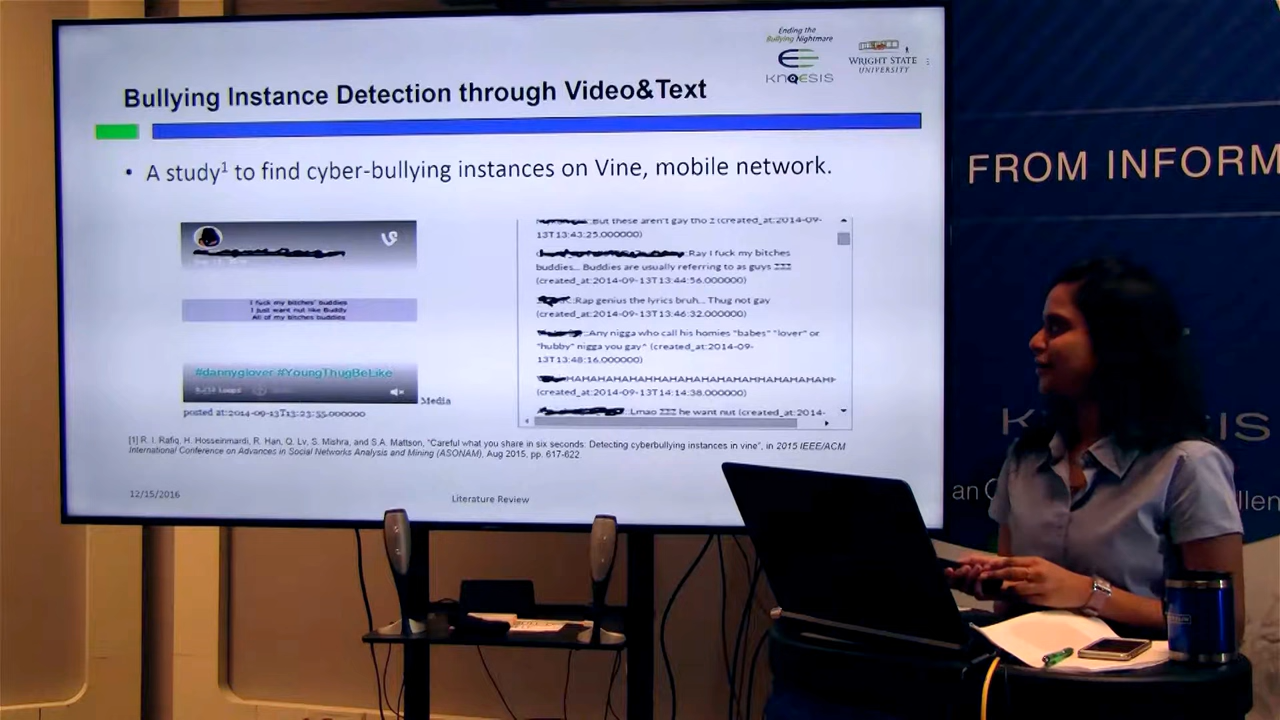 Ending the
Bullying Nightmare
KNOESIS
WRIGHT STATE
UNIVERSITY
Bullying Instance Detection through Video&Text
• A study1 to find cyber-bullying instances on Vine, mobile network.
I fuck my bitches' buddies
I just want nut like Buddy
All of my bitches buddies
#dannyglover #YoungThugBeLike
Loops
posted at:2014-09-13T13:23:55.000000
Media
:But these aren't gay tho 2 (created_at:2014-09-
13T13:43:25.000000)
:Ray I fuck my bitches
buddies... Buddies are usually referring to as guys ZZZ
(created_at:2014-09-13T13:44:56.000000)
:Rap genius the lyrics bruh... Thug not gay
(created_at:2014-09-13T13:46:32.000000)
:Any nigga who call his homies "babes" "lover" or
"hubby" nigga you gay" (created_at:2014-09-
13T13:48:16.000000)
HAHAHAHAHAHHAHAHAHAHAHAHHAHAHAHAH
(created_at:2014-09-13T14:14:38.000000)
:Lmao ZZZ he want nut (created_at:2014-
[1] R. I. Rafiq, H. Hosseinmardi, R. Han, Q. Lv, S. Mishra, and S.A. Mattson, "Careful what you share in six seconds: Detecting cyberbullying instances in vine", in 2015 IEEE/ACM
International Conference on Advances in Social Networks Analysis and Mining (ASONAM), Aug 2015, pp. 617-622.
12/15/2016
Literature Review
FROM INFORM
K SIS
an
llen